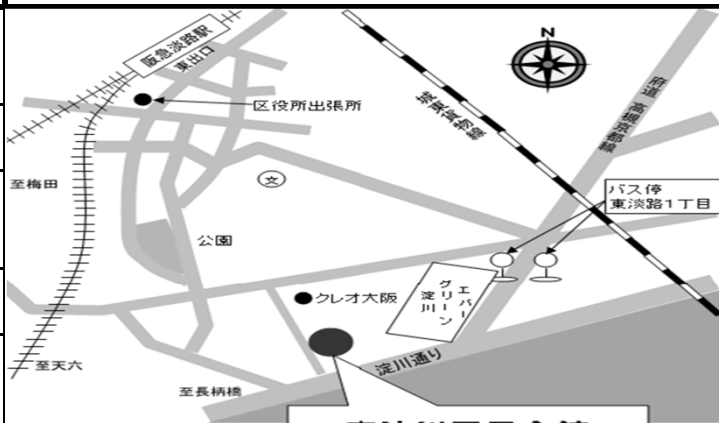 阪急淡路駅
東出口
N
区役所出張所
城東貨物線
府道 高槻京都線
至梅田
文
バス停
東淡路1丁目
公園
エバー
グリーン
淀川
クレオ大阪
淀川通り
至天六
至長柄橋